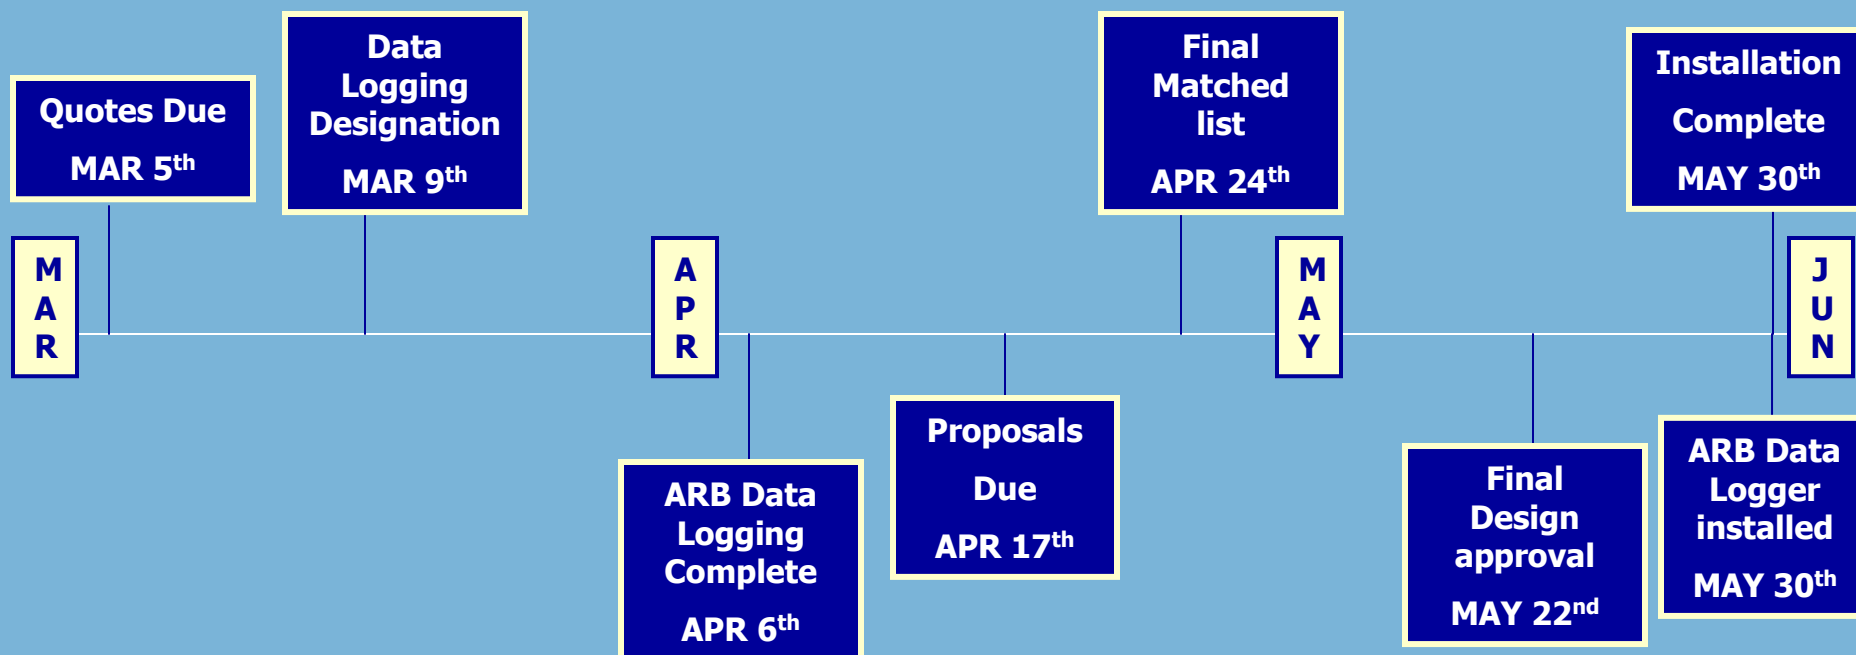 Quotes Due
MAR 5th
Data
Logging
Designation
MAR 9th
Final
Matched
list
APR 24th
Installation
Complete
MAY 30th
M
A
R
A
P
R
M
A
Y
J
U
N
ARB Data
Logging
Complete
APR 6th
Proposals
Due
APR 17th
Final
Design
approval
MAY 22nd
ARB Data
Logger
installed
MAY 30th